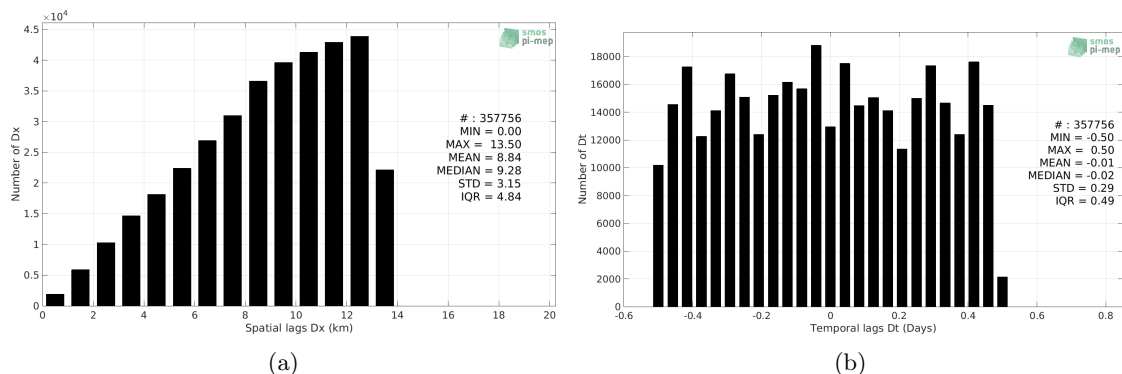 ×10⁴
4.5
4
3.5
3
2.5
2
1.5
1
0.5
0
Number of Dx
smos
pi-mep
# : 357756
MIN = 0.00
MAX = 13.50
MEAN = 8.84
MEDIAN = 9.28
STD = 3.15
IQR = 4.84
0 2 4 6 8 10 12 14 16 18 20
Spatial lags Dx (km)
(a)
18000
16000
14000
12000
10000
8000
6000
4000
2000
0
Number of Dt
smos
pi-mep
# : 357756
MIN = -0.50
MAX = 0.50
MEAN = -0.01
MEDIAN = -0.02
STD = 0.29
IQR = 0.49
-0.6 -0.4 -0.2 0 0.2 0.4 0.6 0.8
Temporal lags Dt (Days)
(b)